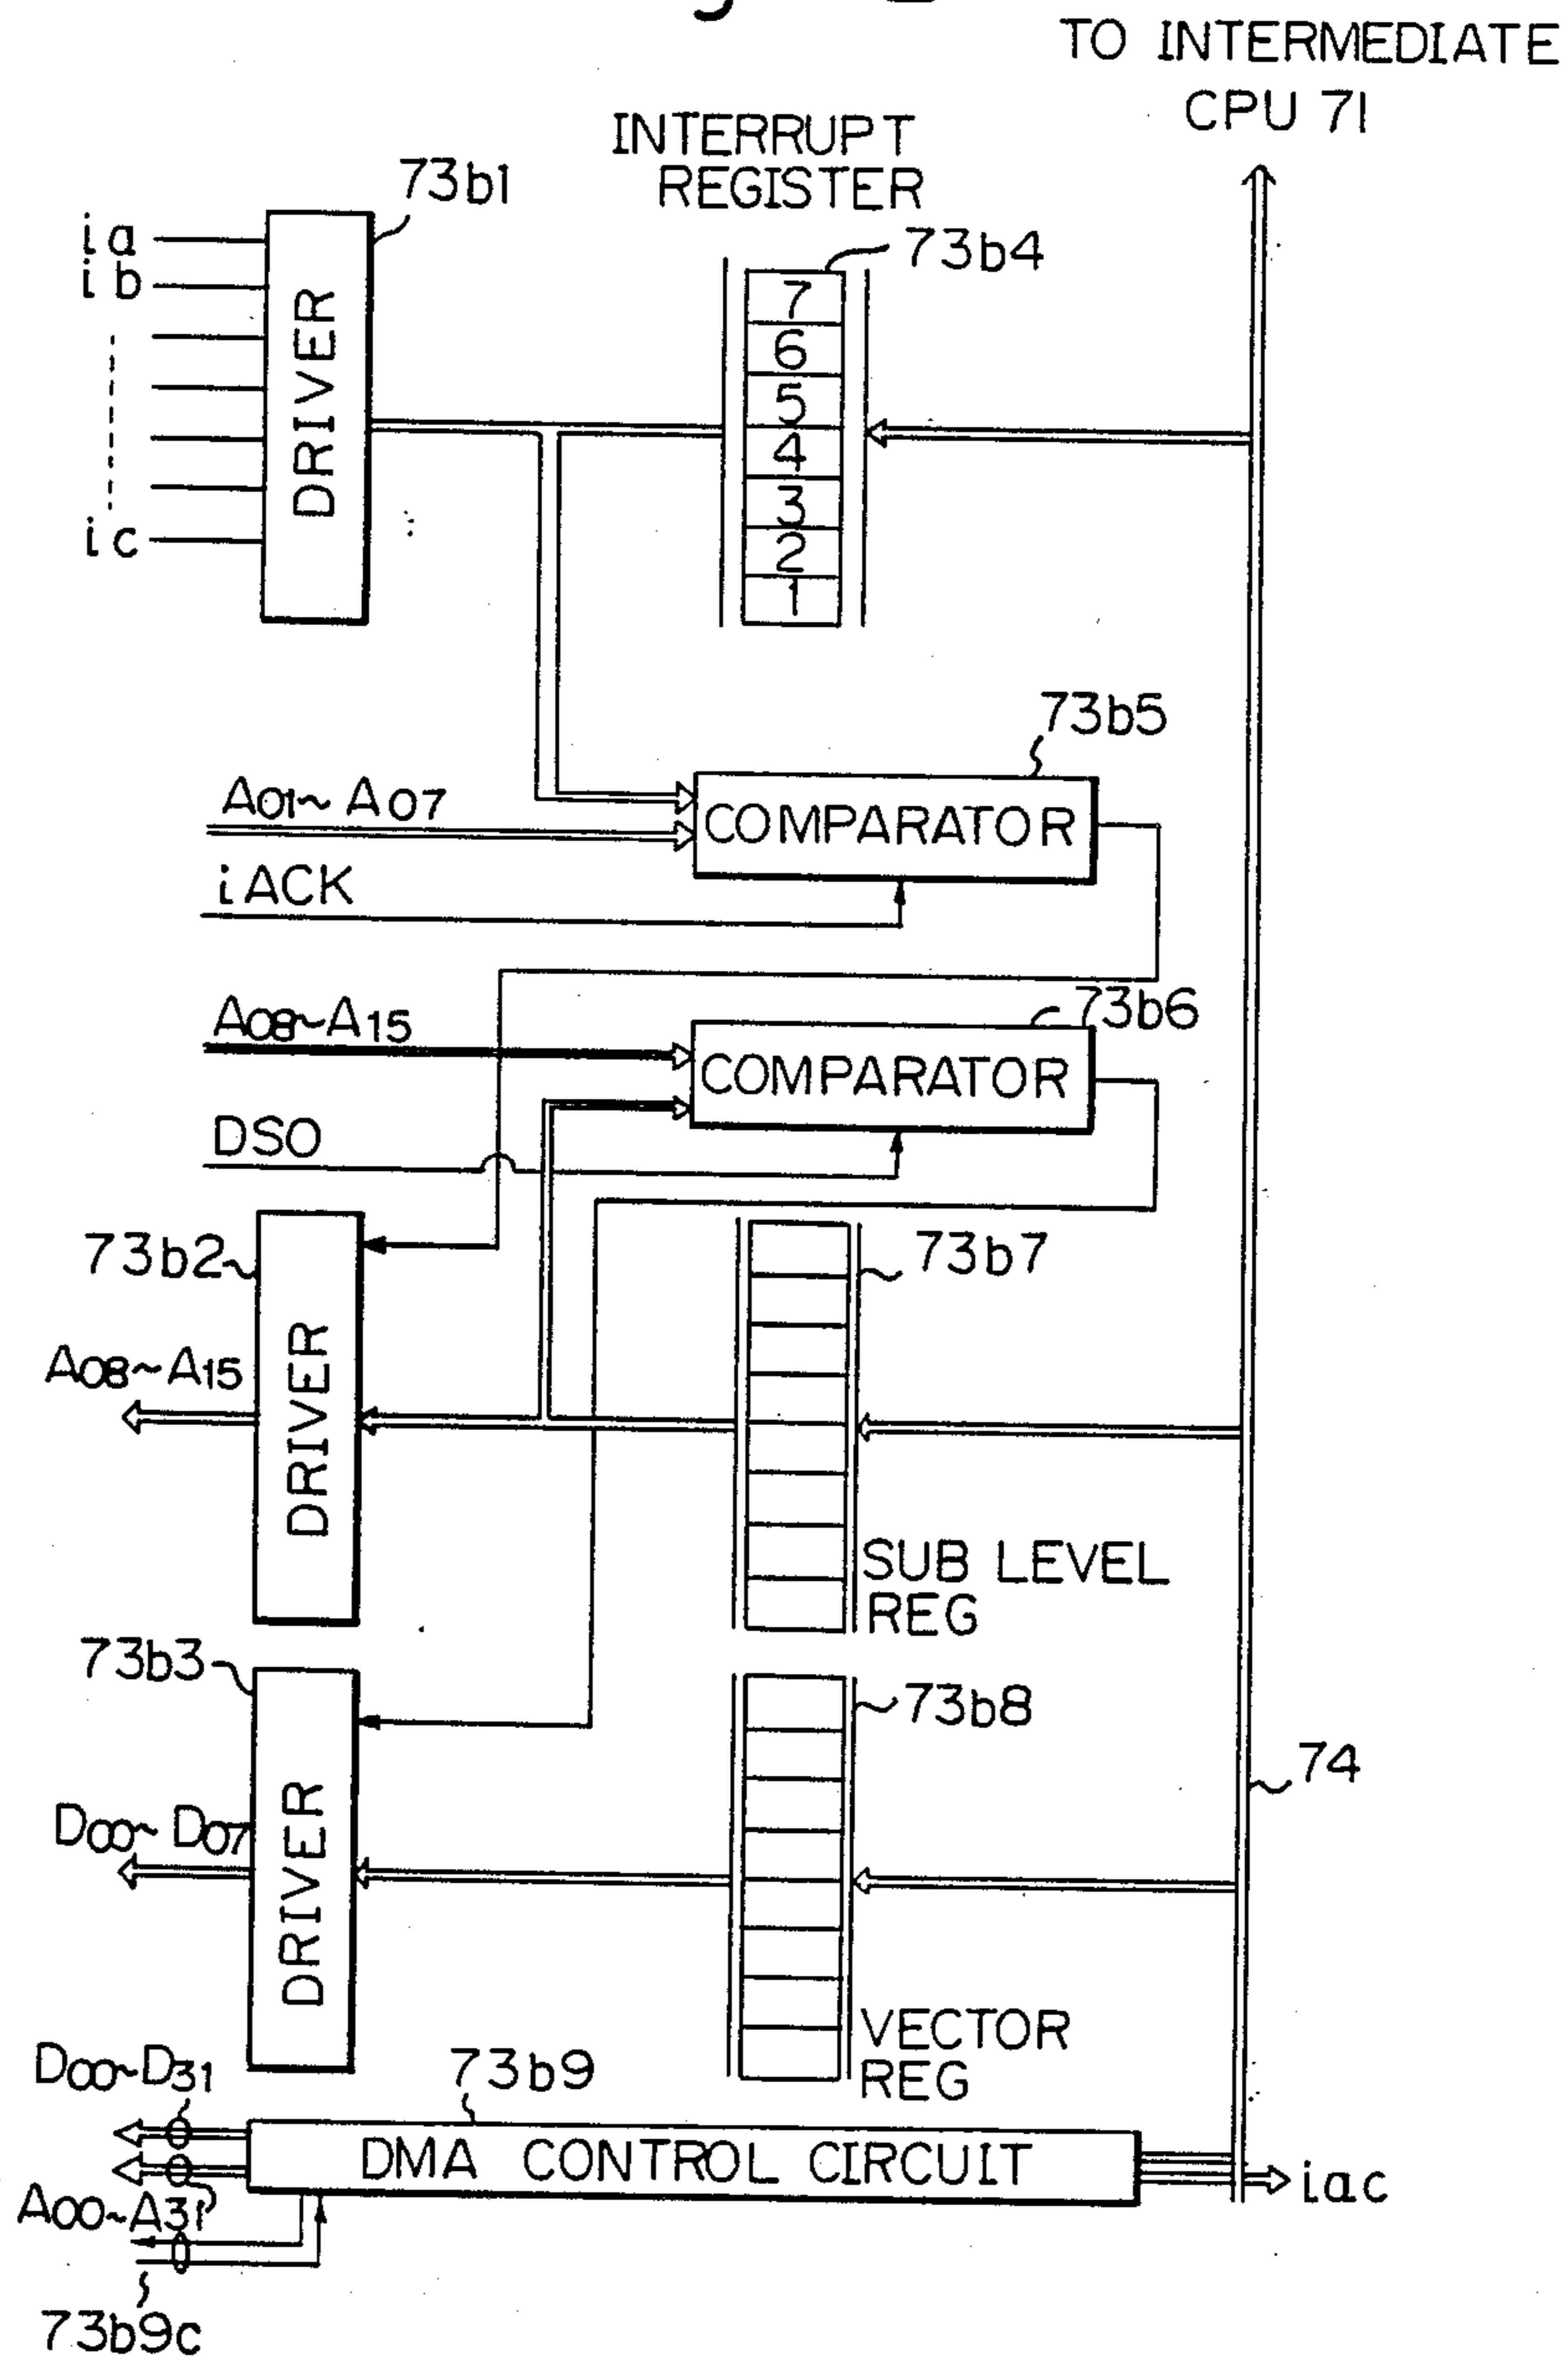 TO INTERMEDIATE
CPU 71
INTERRUPT
REGISTER
73b1
73b4
ia
ib
ic
DRIVER
7
6
5
4
3
2
1
73b5
A01~A07
COMPARATOR
iACK
73b6
A08~A15
COMPARATOR
DSO
73b2
73b7
A08~A15
DRIVER
SUB LEVEL
REG
73b3
73b8
74
D00~D07
DRIVER
VECTOR
REG
D00~D31
73b9
DMA CONTROL CIRCUIT
iac
A00~A31
73b9c